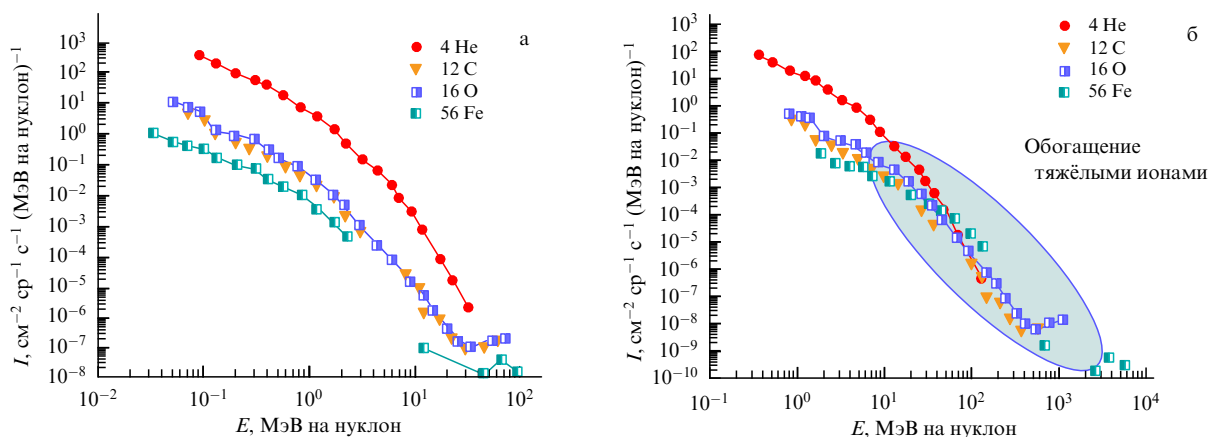 а
I, см⁻² ср⁻¹ с⁻¹ (МэВ на нуклон)⁻¹
10³
10²
10¹
10⁰
10⁻¹
10⁻²
10⁻³
10⁻⁴
10⁻⁵
10⁻⁶
10⁻⁷
10⁻⁸
4 He
12 C
16 O
56 Fe
10⁻² 10⁻¹ 10⁰ 10¹ 10²
E, МэВ на нуклон
б
I, см⁻² ср⁻¹ с⁻¹ (МэВ на нуклон)⁻¹
10³
10²
10¹
10⁰
10⁻¹
10⁻²
10⁻³
10⁻⁴
10⁻⁵
10⁻⁶
10⁻⁷
10⁻⁸
10⁻⁹
10⁻¹⁰
4 He
12 C
16 O
56 Fe
Обогащение
тяжёлыми ионами
10⁻¹ 10⁰ 10¹ 10² 10³ 10⁴
E, МэВ на нуклон